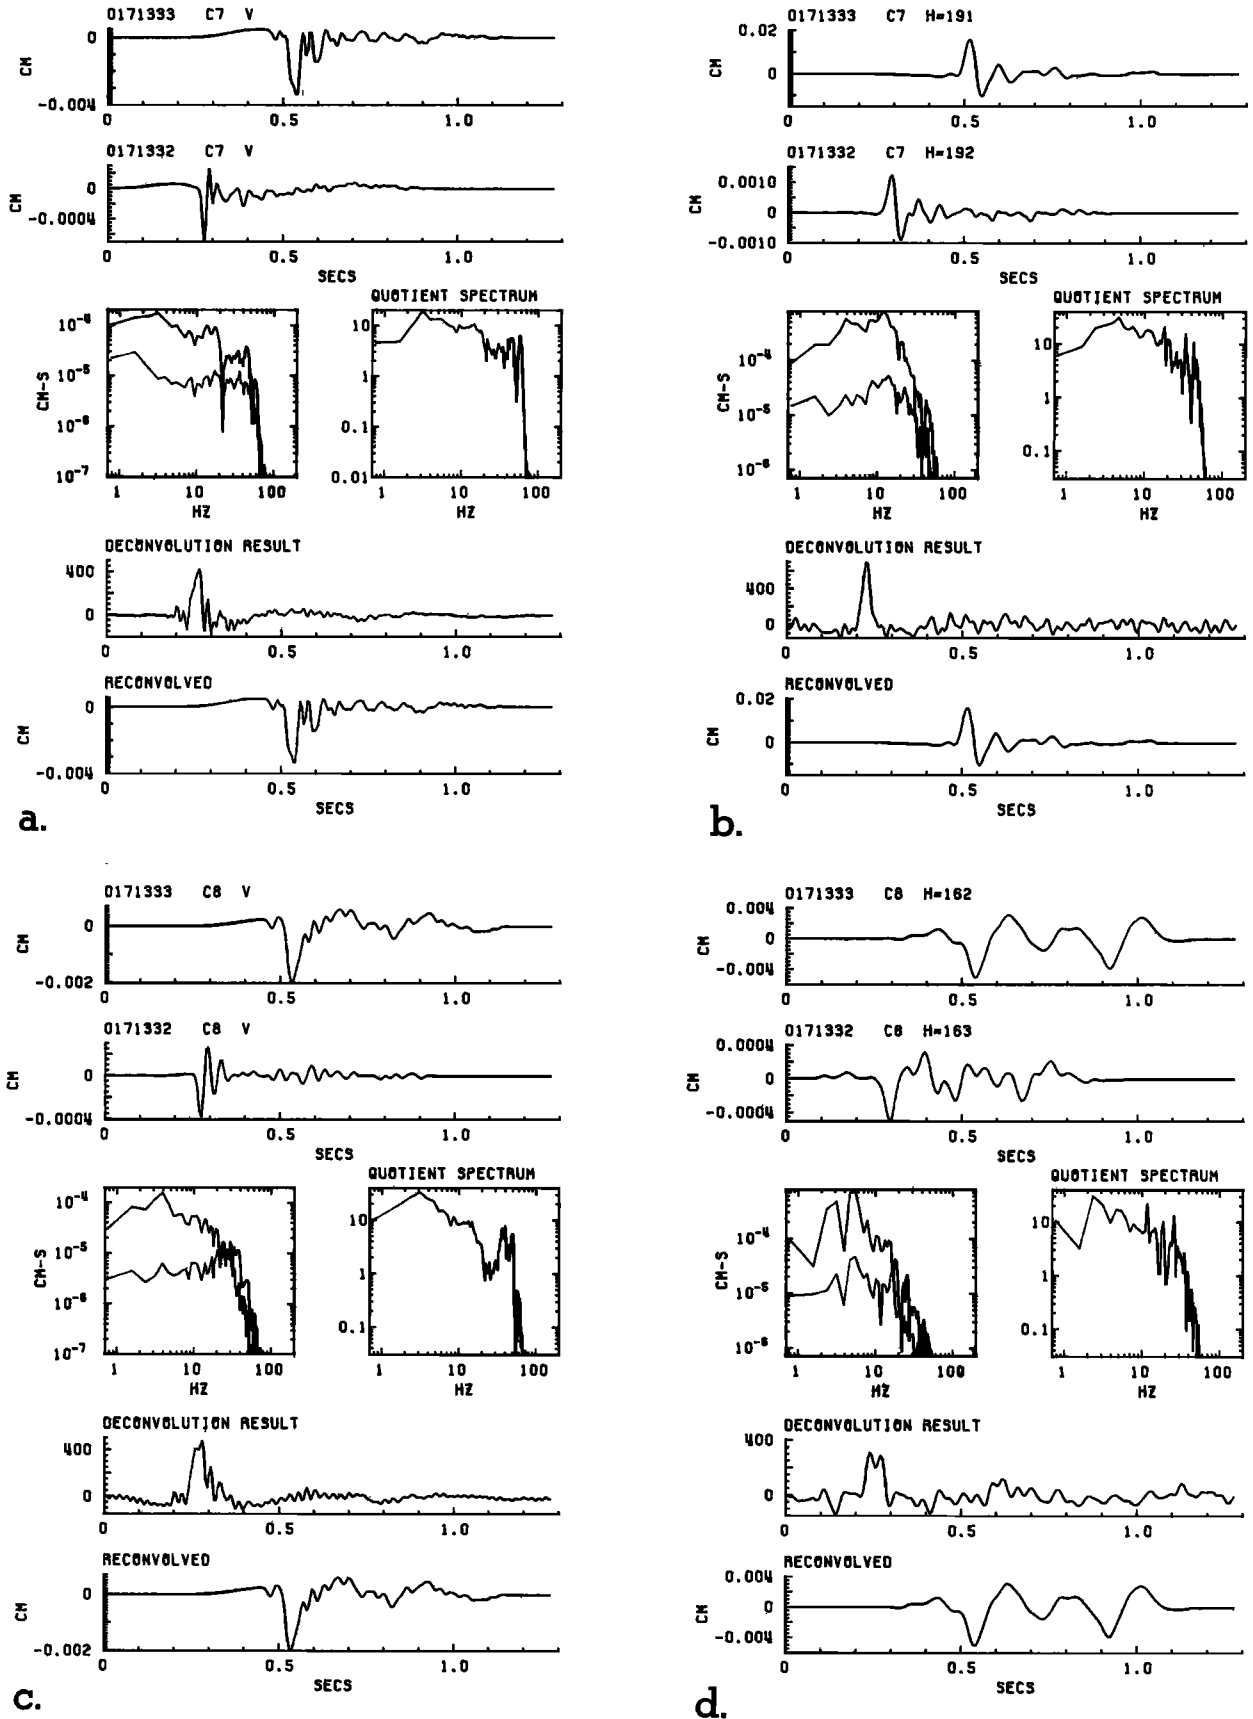 0171333 C7 V
0
-0.004
CM
0 0.5 1.0
0171332 C7 V
0
-0.0004
CM
0 0.5 1.0
SECS
QUOTIENT SPECTRUM
10⁻⁴
10⁻⁵
10⁻⁶
10⁻⁷
CM-S
1 10 100
HZ
10
1
0.1
0.01
1 10 100
HZ
DECONVOLUTION RESULT
400
0
0 0.5 1.0
RECONVOLVED
0
-0.004
CM
0 0.5 1.0
SECS
a.
0171333 C7 H=191
0.02
0
CM
0 0.5 1.0
0171332 C7 H=192
0.0010
0
-0.0010
CM
0 0.5 1.0
SECS
QUOTIENT SPECTRUM
10⁻⁴
10⁻⁵
10⁻⁶
CM-S
1 10 100
HZ
10
1
0.1
1 10 100
HZ
DECONVOLUTION RESULT
400
0
0 0.5 1.0
RECONVOLVED
0.02
0
CM
0 0.5 1.0
SECS
b.
0171333 C8 V
0
-0.002
CM
0 0.5 1.0
0171332 C8 V
0
-0.0004
CM
0 0.5 1.0
SECS
QUOTIENT SPECTRUM
10⁻⁴
10⁻⁵
10⁻⁶
10⁻⁷
CM-S
1 10 100
HZ
10
1
0.1
1 10 100
HZ
DECONVOLUTION RESULT
400
0
0 0.5 1.0
RECONVOLVED
0
-0.002
CM
0 0.5 1.0
SECS
c.
0171333 C8 H=162
0.004
0
-0.004
CM
0 0.5 1.0
0171332 C8 H=163
0.0004
0
-0.0004
CM
0 0.5 1.0
SECS
QUOTIENT SPECTRUM
10⁻⁴
10⁻⁵
10⁻⁶
CM-S
1 10 100
HZ
10
1
0.1
1 10 100
HZ
DECONVOLUTION RESULT
400
0
0 0.5 1.0
RECONVOLVED
0.004
0
-0.004
CM
0 0.5 1.0
SECS
d.